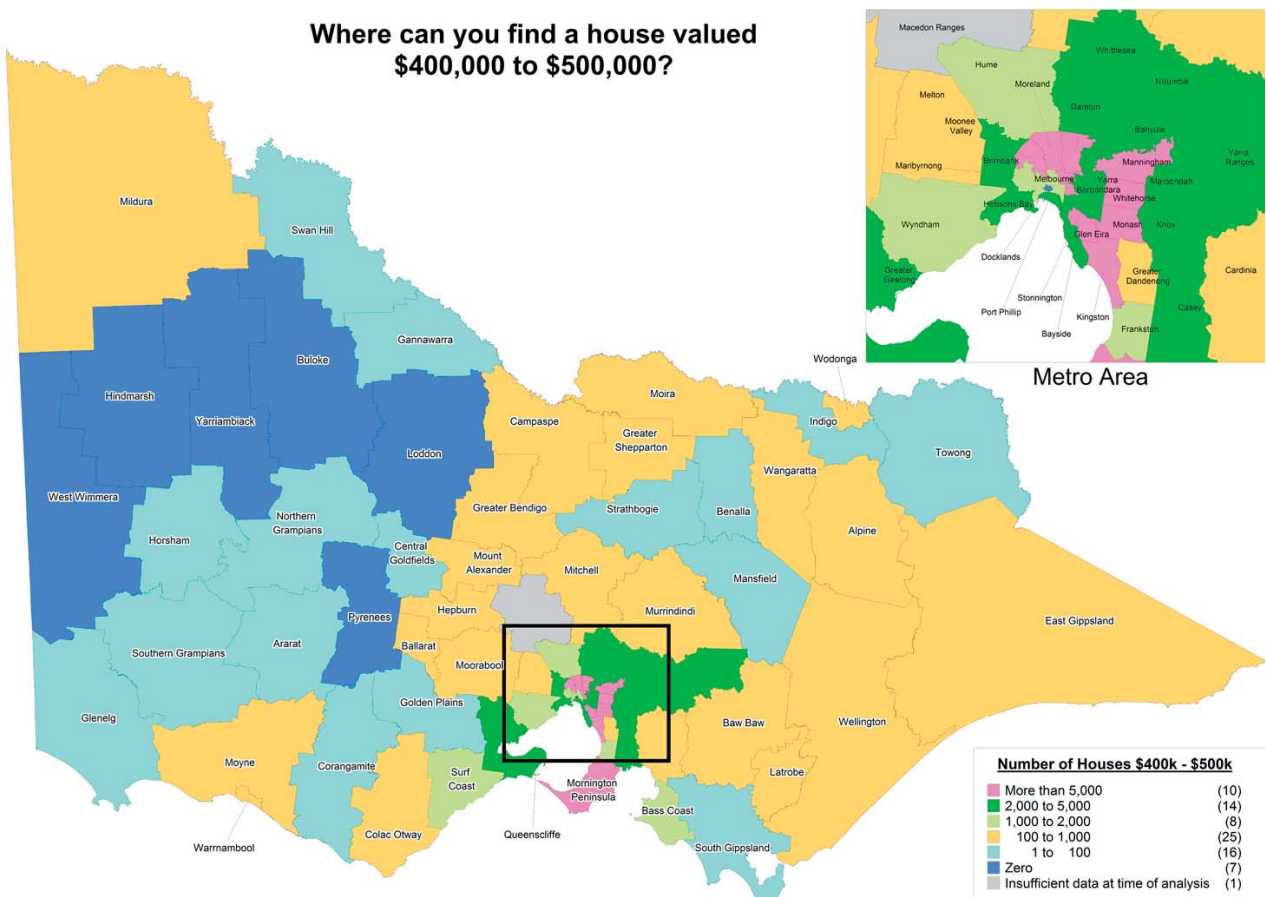 Where can you find a house valued
$400,000 to $500,000?
Macedon Ranges
Whittlesea
Hume
Nillumbik
Moreland
Melton
Darebin
Moonee
Valley
Banyule
Yarra
Ranges
Brimbank
Manningham
Maribyrnong
Melbourne
Yarra
Maroondah
Boroondara
Whitehorse
Hobsons Bay
Wyndham
Monash
Knox
Glen Eira
Docklands
Greater
Geelong
Greater
Dandenong
Cardinia
Stonnington
Port Phillip
Casey
Kingston
Bayside
Frankston
Metro Area
Mildura
Swan Hill
Gannawarra
Buloke
Hindmarsh
Yarriambiack
Loddon
West Wimmera
Wodonga
Moira
Campaspe
Indigo
Greater
Shepparton
Towong
Wangaratta
Greater Bendigo
Strathbogie
Benalla
Alpine
Northern
Grampians
Horsham
Central
Goldfields
Mount
Alexander
Mitchell
Mansfield
Murrindindi
Hepburn
Pyrenees
East Gippsland
Ararat
Ballarat
Southern Grampians
Moorabool
Golden Plains
Glenelg
Baw Baw
Wellington
Moyne
Corangamite
Surf
Coast
Latrobe
Mornington
Peninsula
Bass Coast
Colac Otway
Queenscliffe
Warrnambool
South Gippsland
Number of Houses $400k - $500k
More than 5,000 (10)
2,000 to 5,000 (14)
1,000 to 2,000 (8)
100 to 1,000 (25)
1 to 100 (16)
Zero (7)
Insufficient data at time of analysis (1)